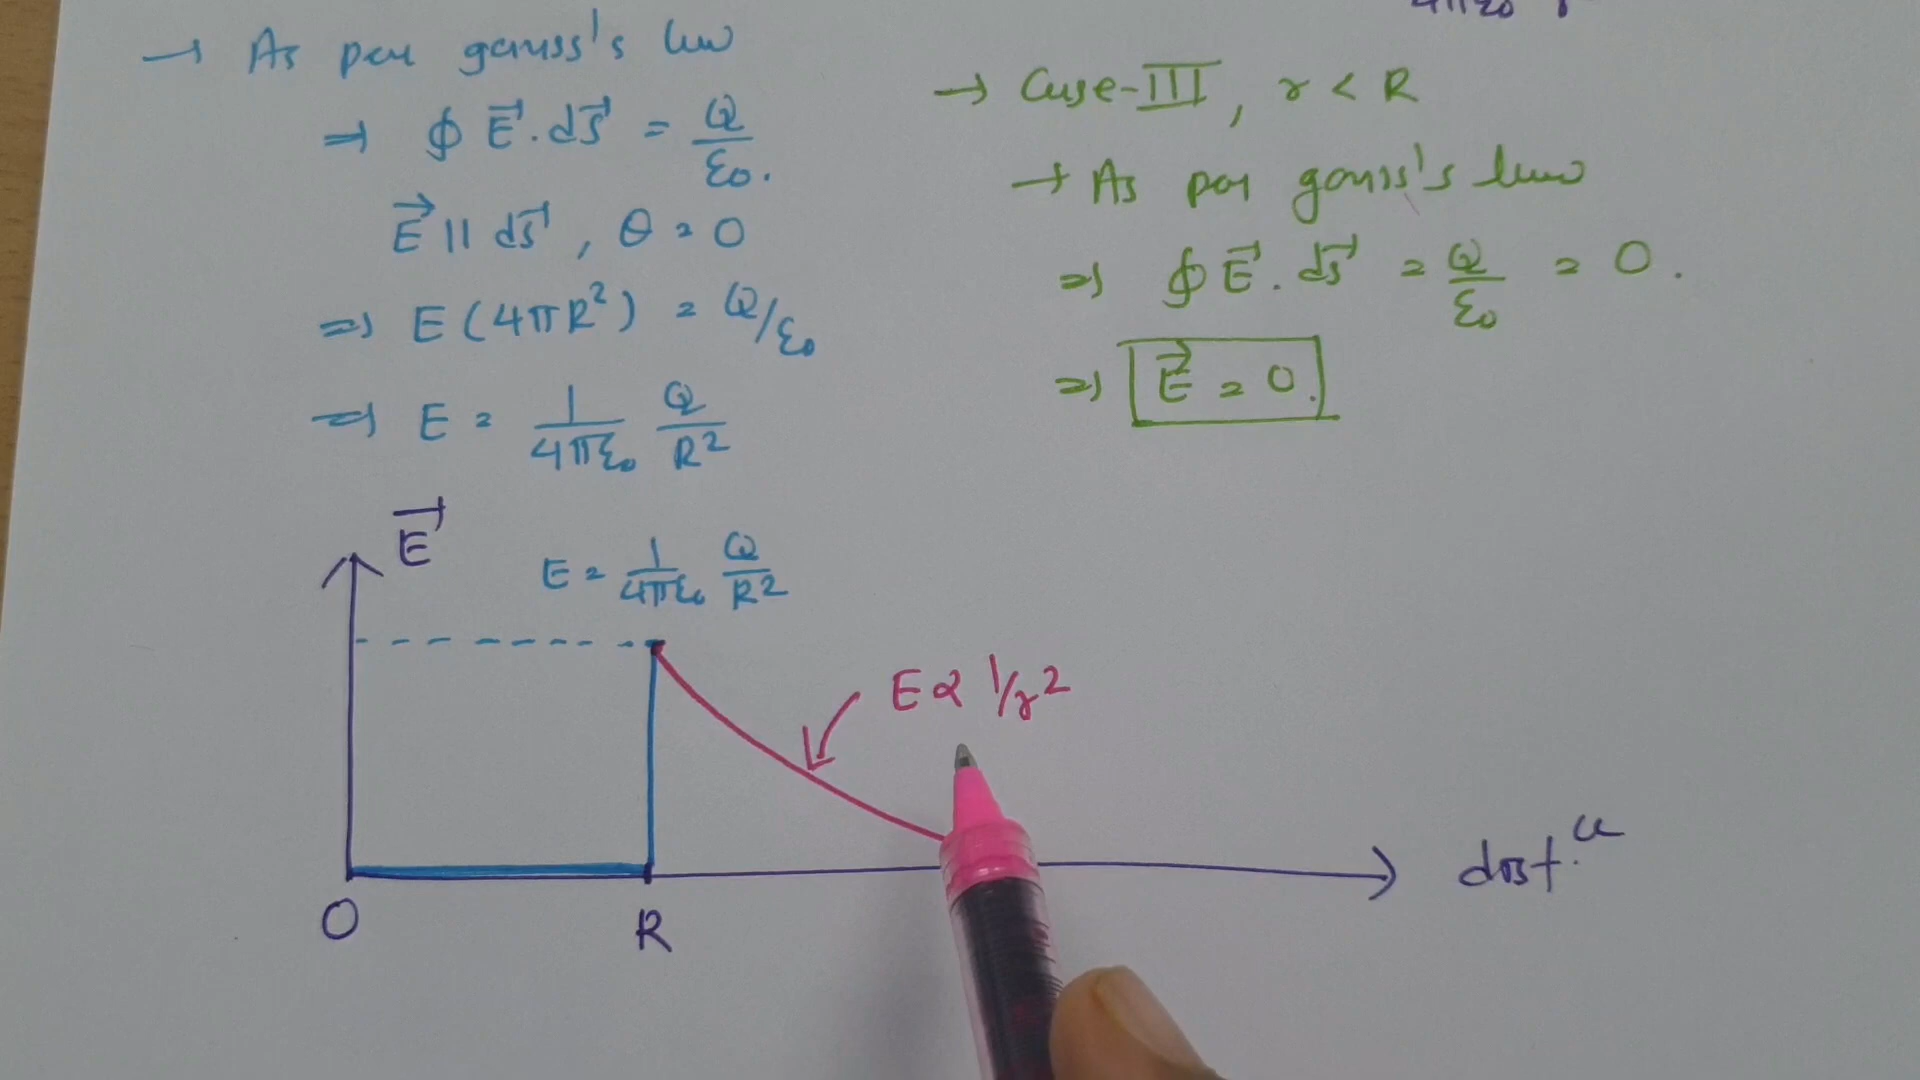 → As per gauss's law
⇒ ∮ E⃗ . dS⃗ = Q/ε₀.
E⃗ || dS⃗ , θ = 0
⇒ E (4πR²) = Q/ε₀
⇒ E = 1/4πε₀ Q/R²
4πε₀
→ Case-III, r < R
→ As per gauss's law
⇒ ∮ E⃗ . dS⃗ = Q/ε₀ = 0.
⇒ E⃗ = 0.
E⃗
E = 1/4πε₀ Q/R²
E ∝ 1/r²
O
R